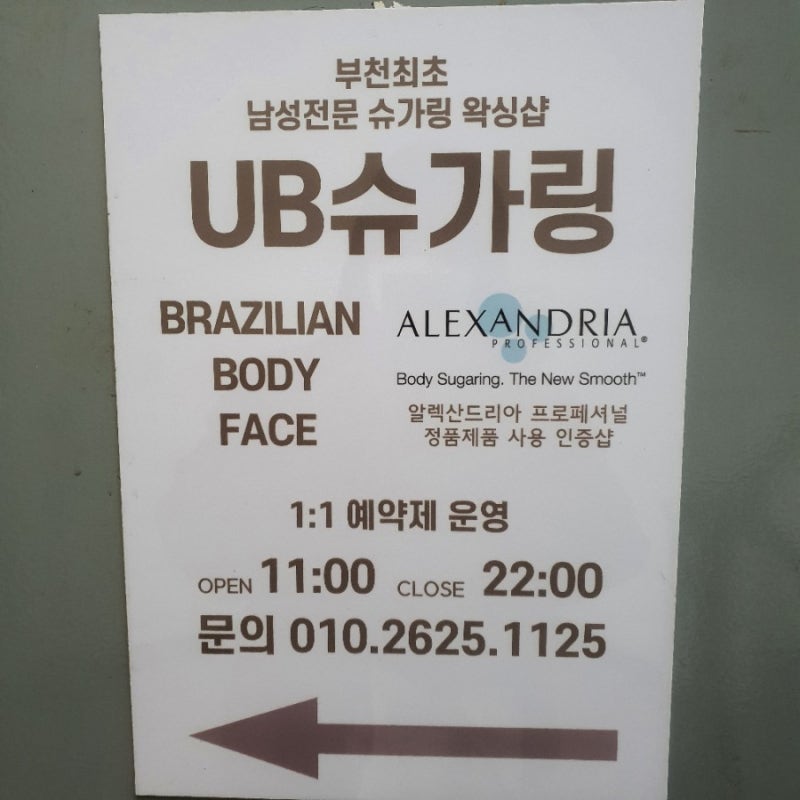 부천최초
남성전문 슈가링 왁싱샵
UB슈가링
BRAZILIAN
BODY
FACE
ALEXANDRIA
PROFESSIONAL®
Body Sugaring. The New Smooth™
알렉산드리아 프로페셔널
정품제품 사용 인증샵
1:1 예약제 운영
OPEN 11:00 CLOSE 22:00
문의 010.2625.1125